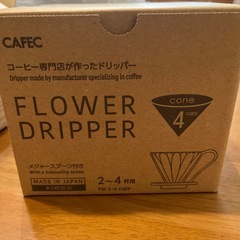 CAFEC
コーヒー専門店が作ったドリッパー
Dripper made by manufacturer specializing in coffee
FLOWER
DRIPPER
cone
4
cups
メジャースプーン付き
With a measuring spoon
MADE IN JAPAN
2～4杯用
For 2-4 cups